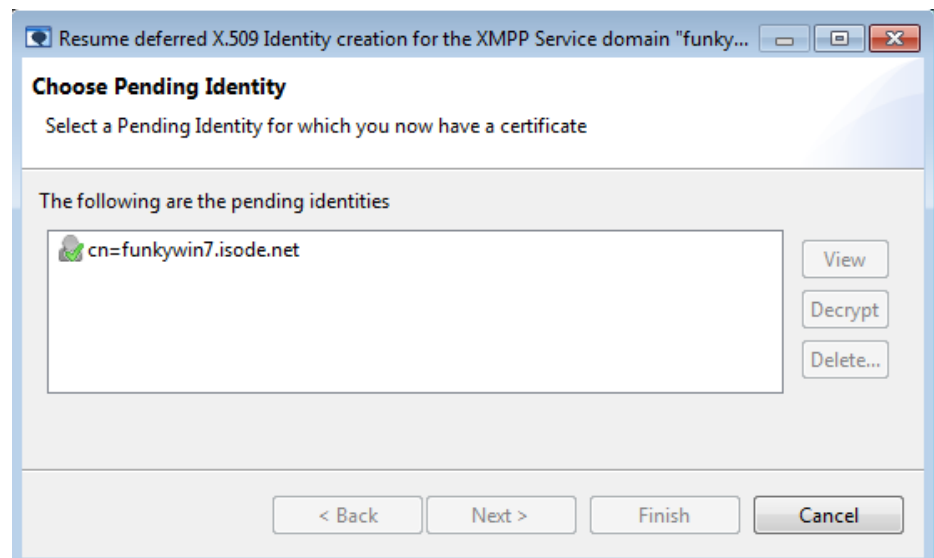 Resume deferred X.509 Identity creation for the XMPP Service domain "funky...
Choose Pending Identity
Select a Pending Identity for which you now have a certificate
The following are the pending identities
cn=funkywin7.isode.net
View
Decrypt
Delete...
< Back
Next >
Finish
Cancel